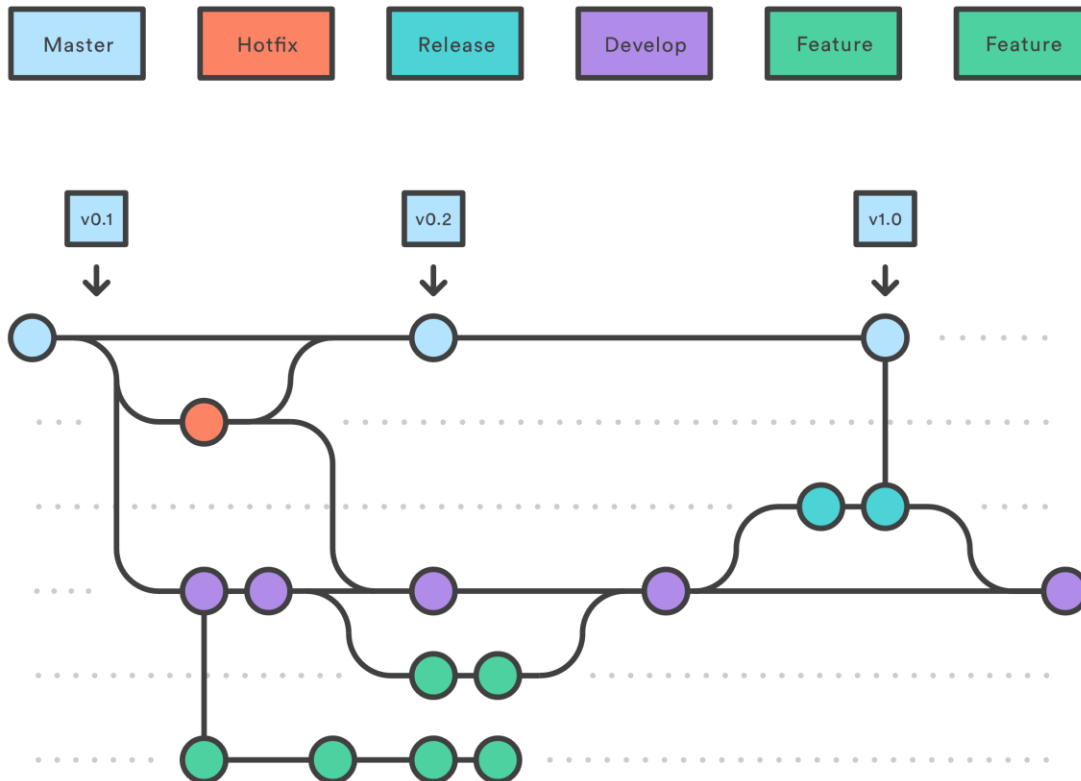 Master
Hotfix
Release
Develop
Feature
Feature
v0.1
v0.2
v1.0